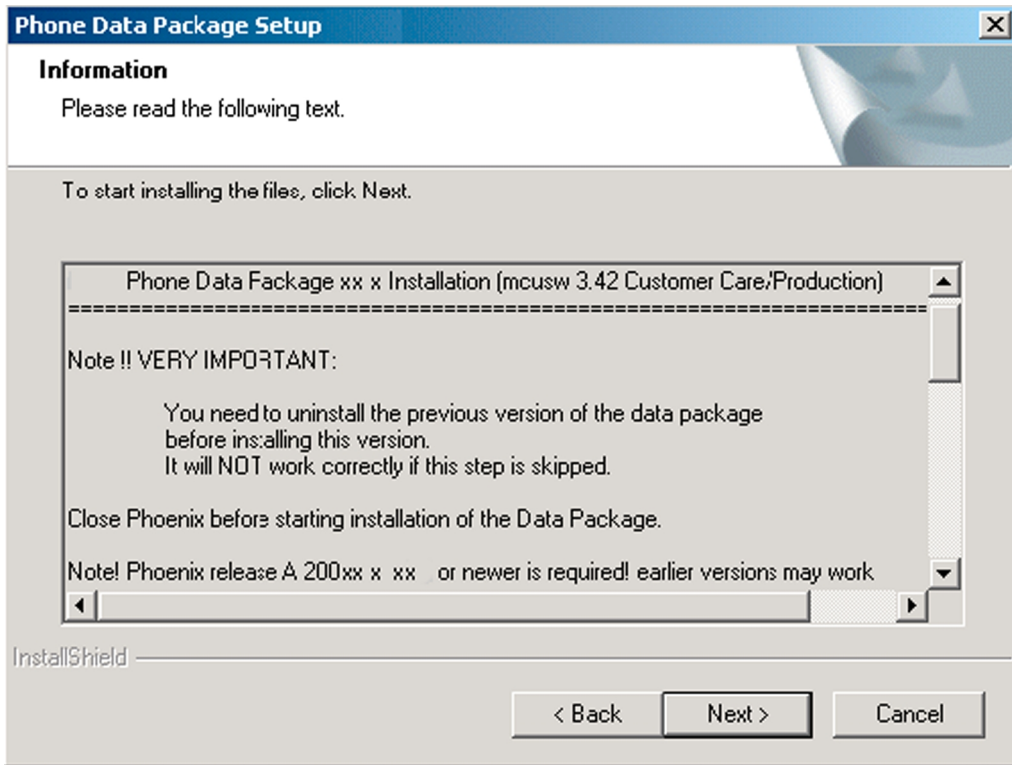 Phone Data Package Setup
Information
Please read the following text.
To start installing the files, click Next.
Phone Data Package xx x Installation (mcusw 3.42 Customer Care/Production)
======================================================================
Note !! VERY IMPORTANT:
You need to uninstall the previous version of the data package
before installing this version.
It will NOT work correctly if this step is skipped.
Close Phoenix before starting installation of the Data Package.
Note! Phoenix release A 200xx x xx or newer is required! earlier versions may work
InstallShield
< Back
Next >
Cancel